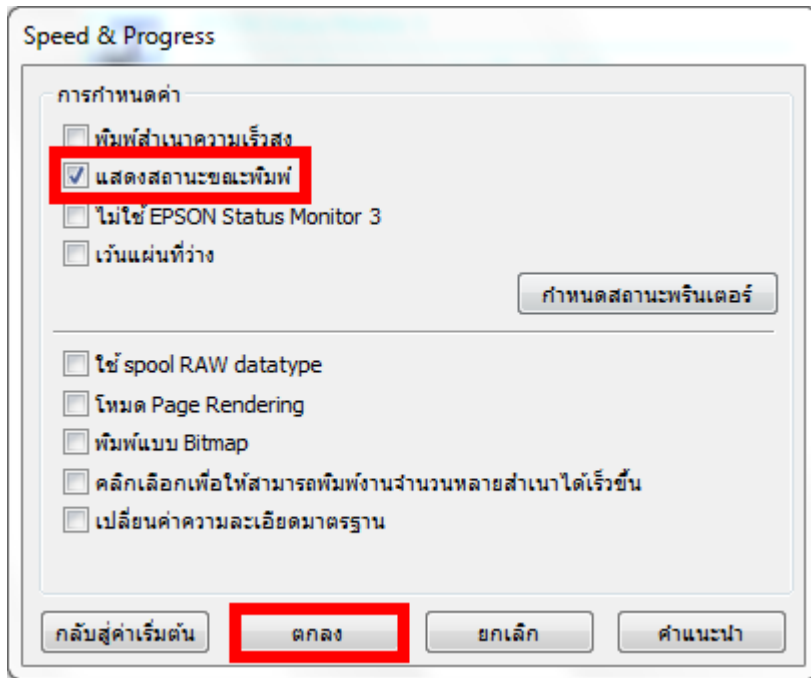 Speed & Progress
การกำหนดค่า
พิมพ์สำเนาความเร็วสูง
แสดงสถานะขณะพิมพ์
ไม่ใช้ EPSON Status Monitor 3
เว้นแผ่นที่ว่าง
กำหนดสถานะพรินเตอร์
ใช้ spool RAW datatype
โหมด Page Rendering
พิมพ์แบบ Bitmap
คลิกเลือกเพื่อให้สามารถพิมพ์งานจำนวนหลายสำเนาได้เร็วขึ้น
เปลี่ยนค่าความละเอียดมาตรฐาน
กลับสู่ค่าเริ่มต้น ตกลง ยกเลิก คำแนะนำ